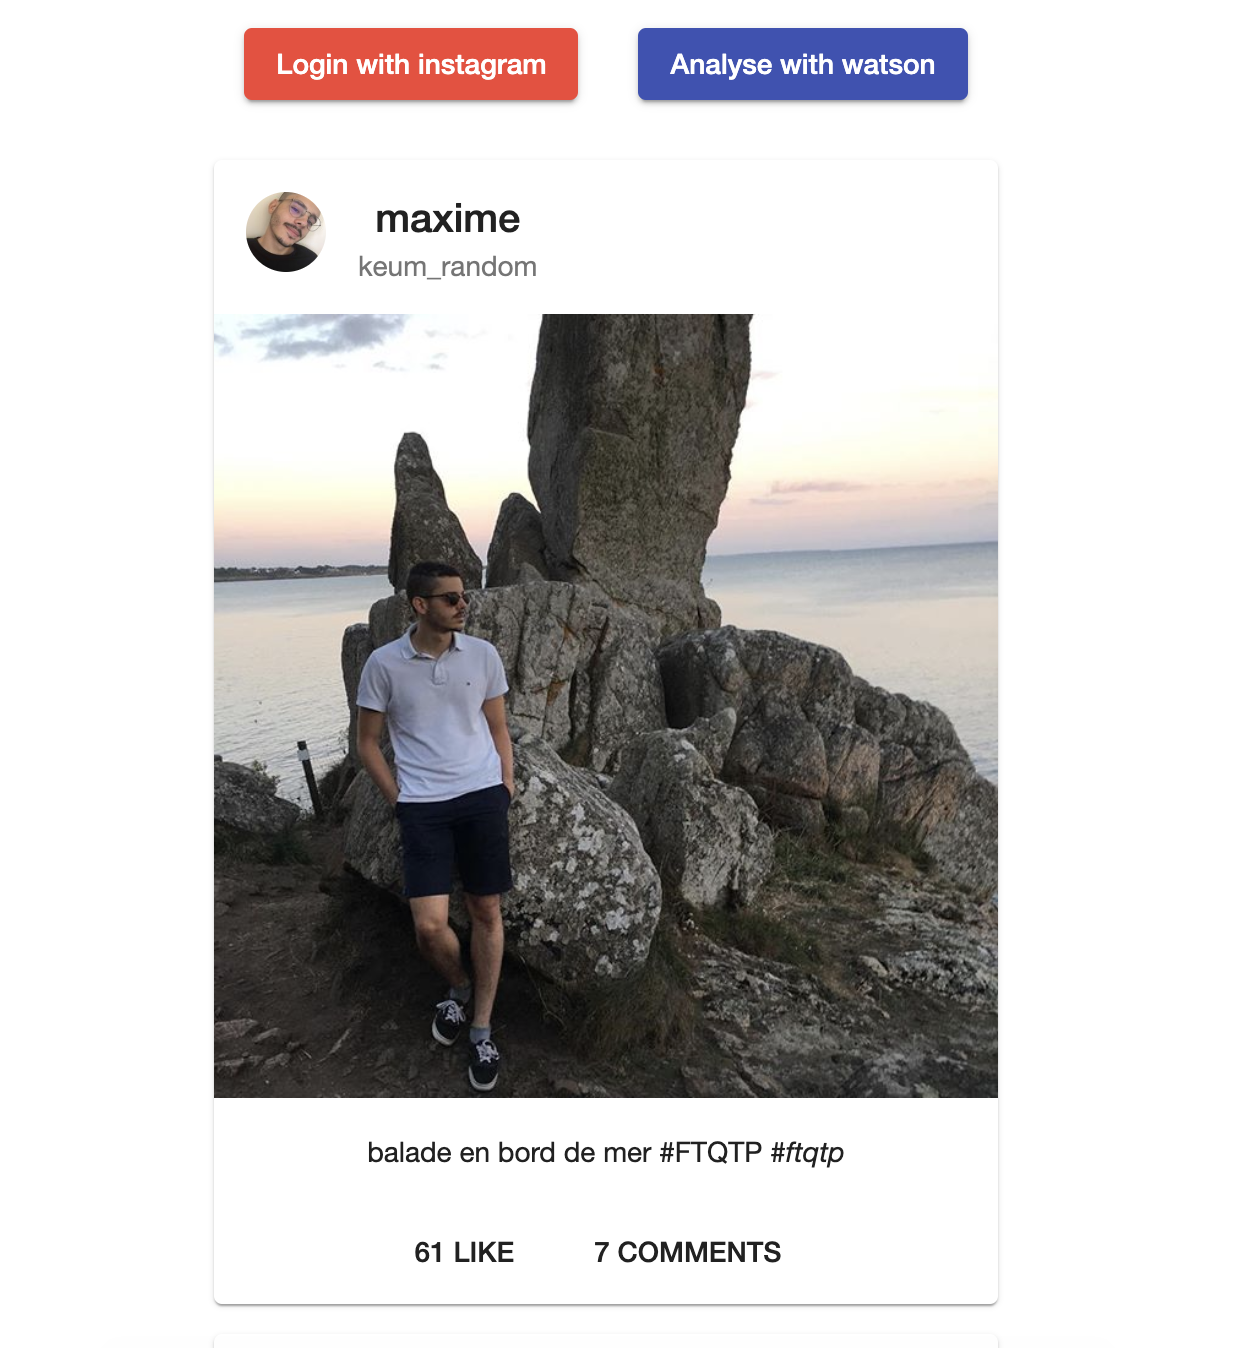 Login with instagram
Analyse with watson
maxime
keum_random
balade en bord de mer #FTQTP #ftqtp
61 LIKE
7 COMMENTS